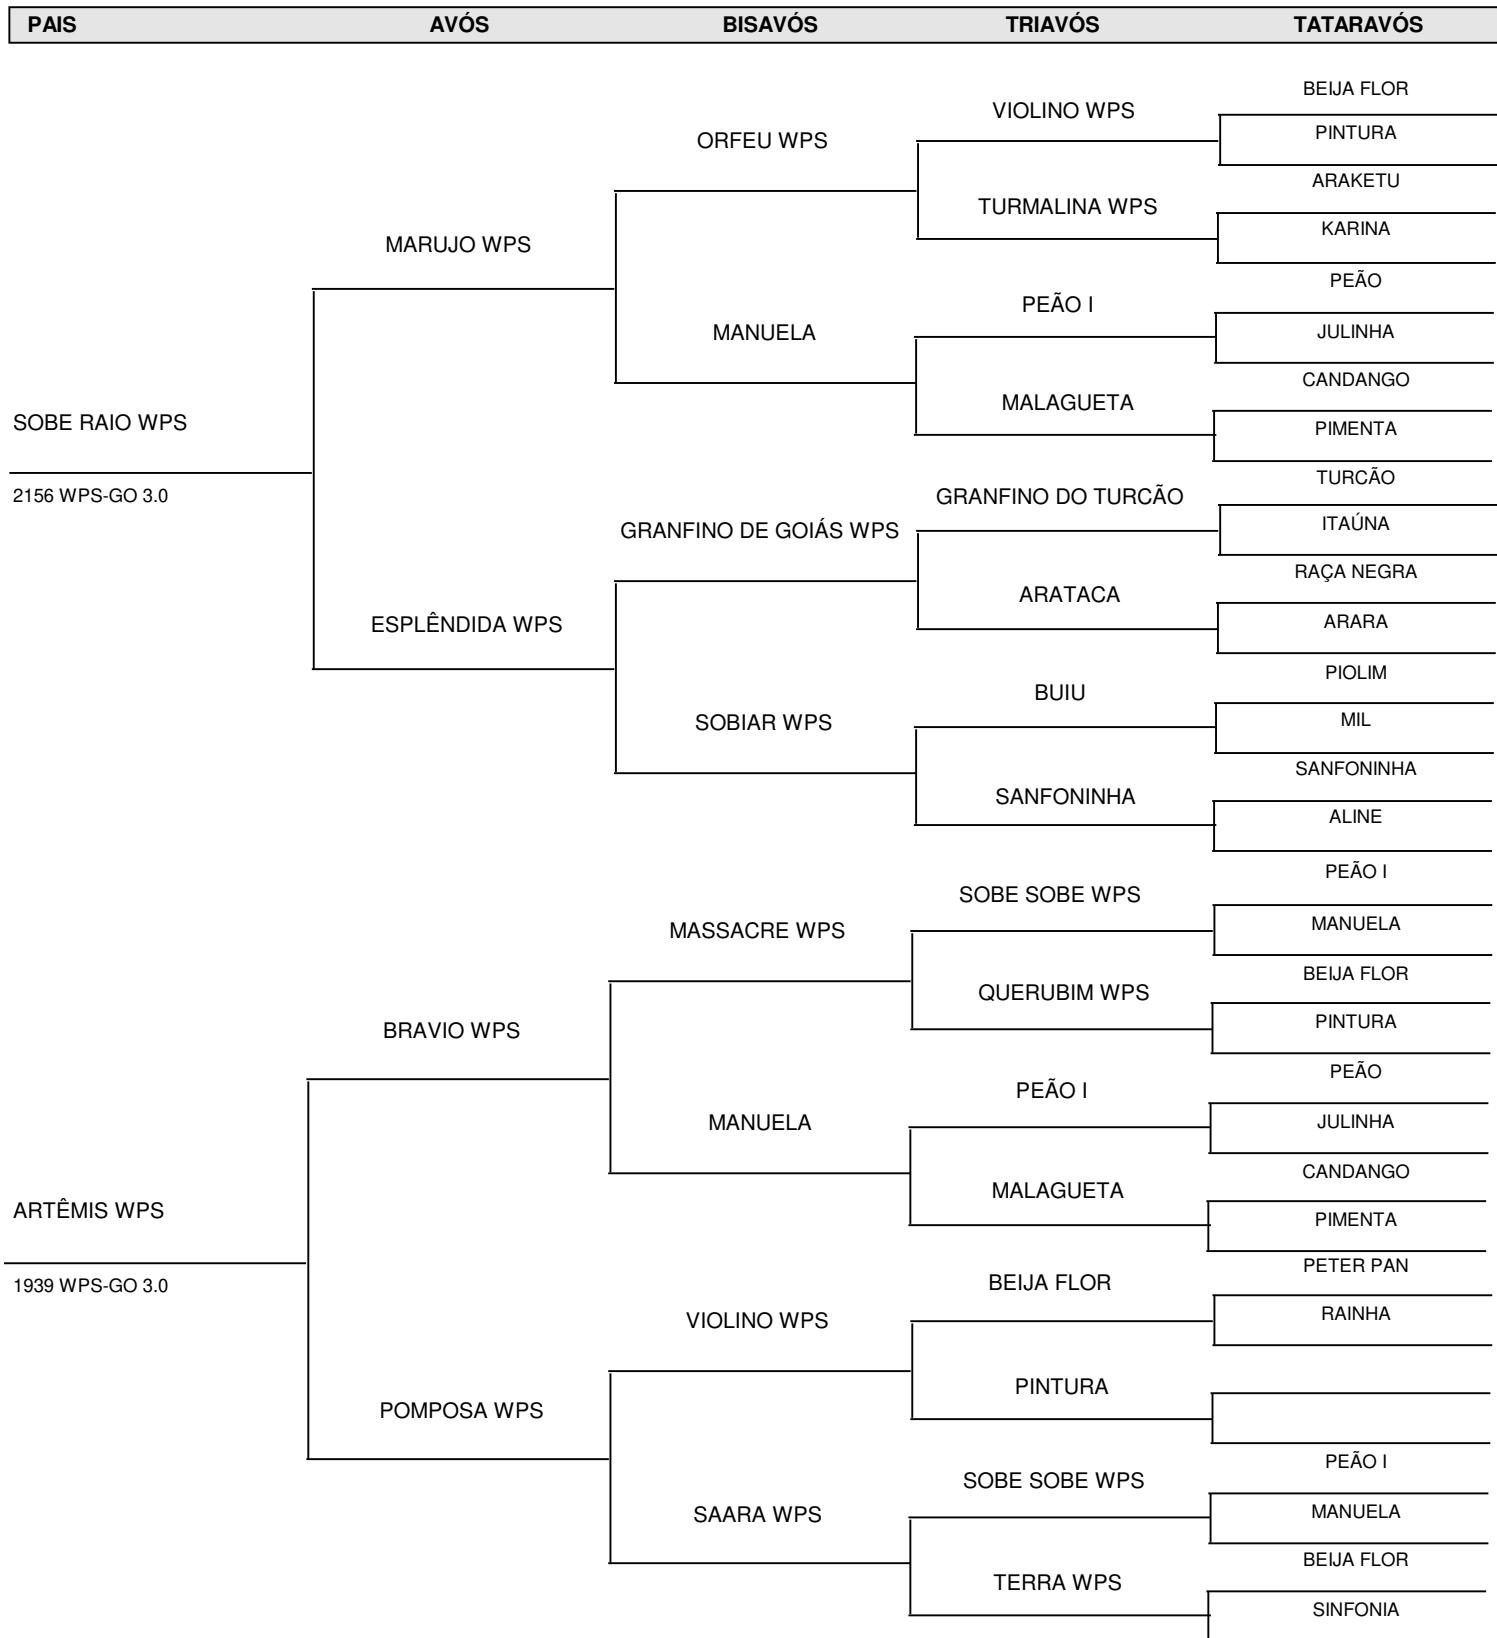 PAIS AVÓS BISAVÓS TRIAVÓS TATARAVÓS
BEIJA FLOR
VIOLINO WPS
PINTURA
ORFEU WPS
ARAKETU
TURMALINA WPS
KARINA
MARUJO WPS
PEÃO
PEÃO I
JULINHA
MANUELA
CANDANGO
MALAGUETA
PIMENTA
SOBE RAIO WPS
TURCÃO
2156 WPS-GO 3.0
GRANFINO DO TURCÃO
ITAÚNA
GRANFINO DE GOIÁS WPS
RAÇA NEGRA
ARATACA
ARARA
ESPLÊNDIDA WPS
PIOLIM
BUIU
MIL
SOBIAR WPS
SANFONINHA
SANFONINHA
ALINE
PEÃO I
SOBE SOBE WPS
MANUELA
MASSACRE WPS
BEIJA FLOR
QUERUBIM WPS
PINTURA
BRAVIO WPS
PEÃO
PEÃO I
JULINHA
MANUELA
CANDANGO
MALAGUETA
PIMENTA
ARTÊMIS WPS
PETER PAN
1939 WPS-GO 3.0
BEIJA FLOR
RAINHA
VIOLINO WPS
PINTURA
POMPOSA WPS
PEÃO I
SOBE SOBE WPS
MANUELA
SAARA WPS
BEIJA FLOR
TERRA WPS
SINFONIA